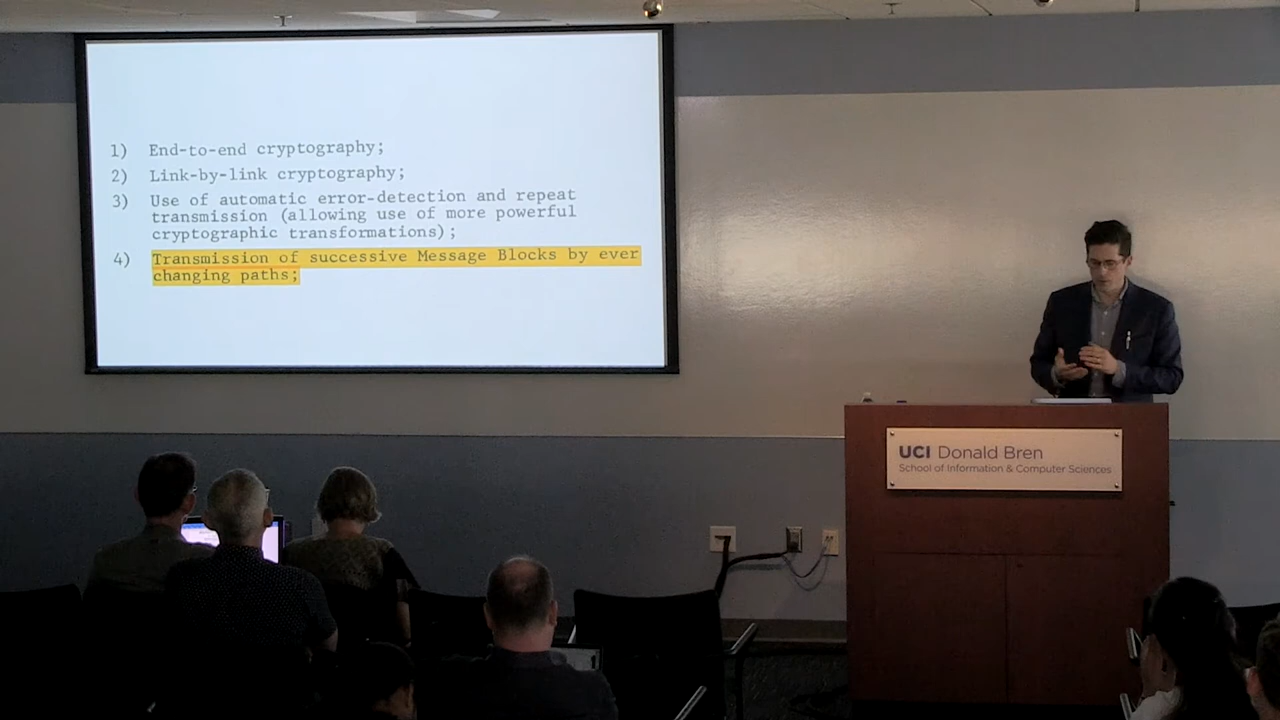 1) End-to-end cryptography;
2) Link-by-link cryptography;
3) Use of automatic error-detection and repeat
transmission (allowing use of more powerful
cryptographic transformations);
4) Transmission of successive Message Blocks by ever
changing paths;
UCI Donald Bren
School of Information & Computer Sciences